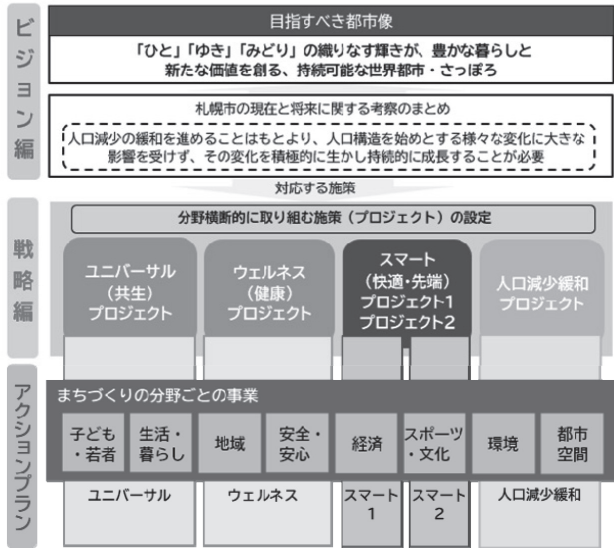 ビジョン編
目指すべき都市像
「ひと」「ゆき」「みどり」の織りなす輝きが、豊かな暮らしと
新たな価値を創る、持続可能な世界都市・さっぽろ
札幌市の現在と将来に関する考察のまとめ
人口減少の緩和を進めることはもとより、人口構造を始めとする様々な変化に大きな
影響を受けず、その変化を積極的に生かし持続的に成長することが必要
対応する施策
戦略編
分野横断的に取り組む施策（プロジェクト）の設定
ユニバーサル
（共生）
プロジェクト
ウェルネス
（健康）
プロジェクト
スマート
（快適・先端）
プロジェクト1
プロジェクト2
人口減少緩和
プロジェクト
アクションプラン
まちづくりの分野ごとの事業
子ども
・若者
生活・
暮らし
地域
安全・
安心
経済
スポーツ
・文化
環境
都市
空間
ユニバーサル
ウェルネス
スマート
1
スマート
2
人口減少緩和